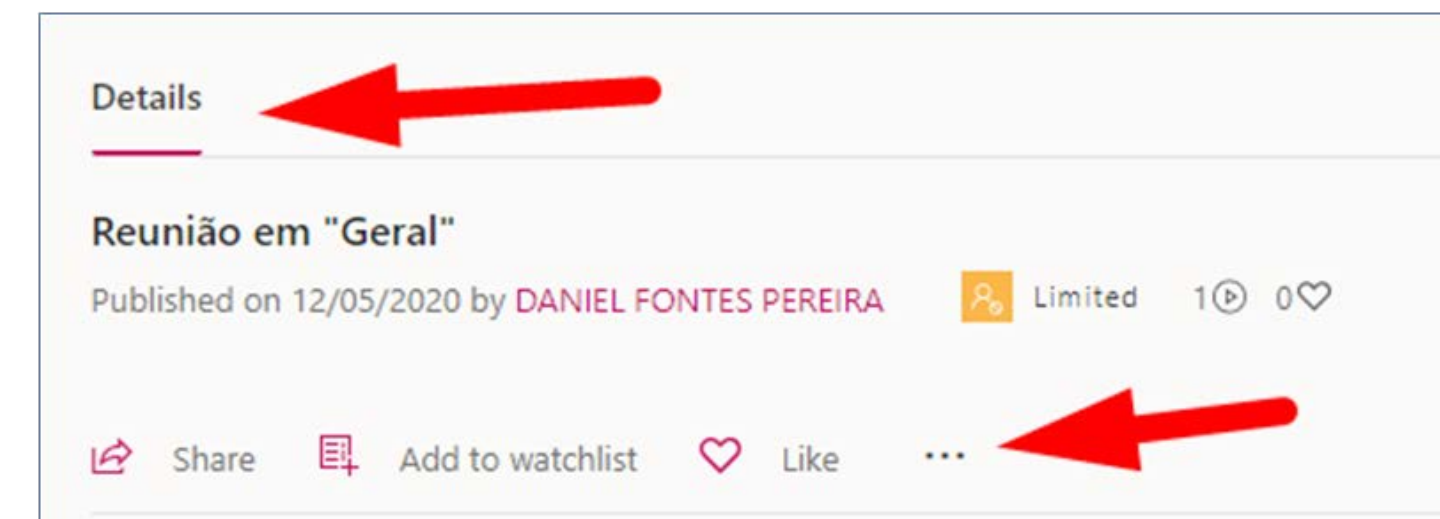 Details
Reunião em "Geral"
Published on 12/05/2020 by DANIEL FONTES PEREIRA Limited 1 0
Share Add to watchlist Like ...